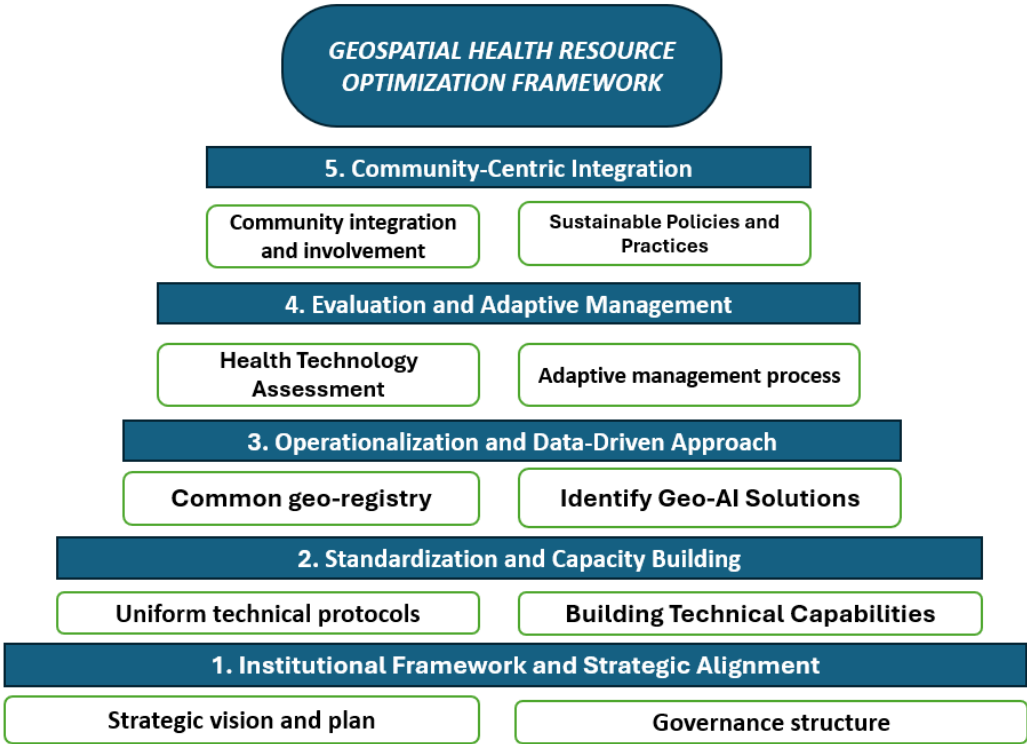 GEOSPATIAL HEALTH RESOURCE
OPTIMIZATION FRAMEWORK
5. Community-Centric Integration
Community integration
and involvement
Sustainable Policies and
Practices
4. Evaluation and Adaptive Management
Health Technology
Assessment
Adaptive management process
3. Operationalization and Data-Driven Approach
Common geo-registry
Identify Geo-AI Solutions
2. Standardization and Capacity Building
Uniform technical protocols
Building Technical Capabilities
1. Institutional Framework and Strategic Alignment
Strategic vision and plan
Governance structure